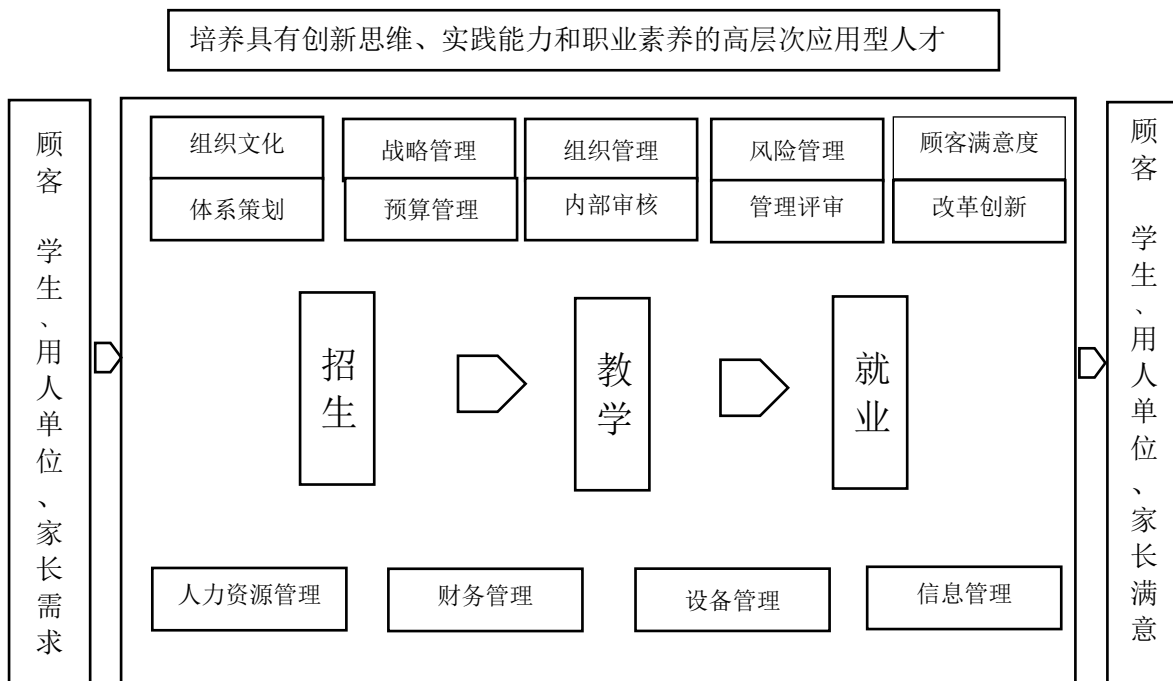 培养具有创新思维、实践能力和职业素养的高层次应用型人才
顾客 学生、用人单位、家长需求
组织文化
战略管理
组织管理
风险管理
顾客满意度
体系策划
预算管理
内部审核
管理评审
改革创新
招生
教学
就业
人力资源管理
财务管理
设备管理
信息管理
顾客 学生、用人单位、家长满意